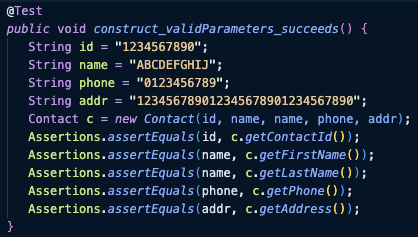 @Test
public void construct_validParameters_succeeds() {
String id = "1234567890";
String name = "ABCDEFGHIJ";
String phone = "0123456789";
String addr = "123456789012345678901234567890";
Contact c = new Contact(id, name, name, phone, addr);
Assertions.assertEquals(id, c.getContactId());
Assertions.assertEquals(name, c.getFirstName());
Assertions.assertEquals(name, c.getLastName());
Assertions.assertEquals(phone, c.getPhone());
Assertions.assertEquals(addr, c.getAddress());
}